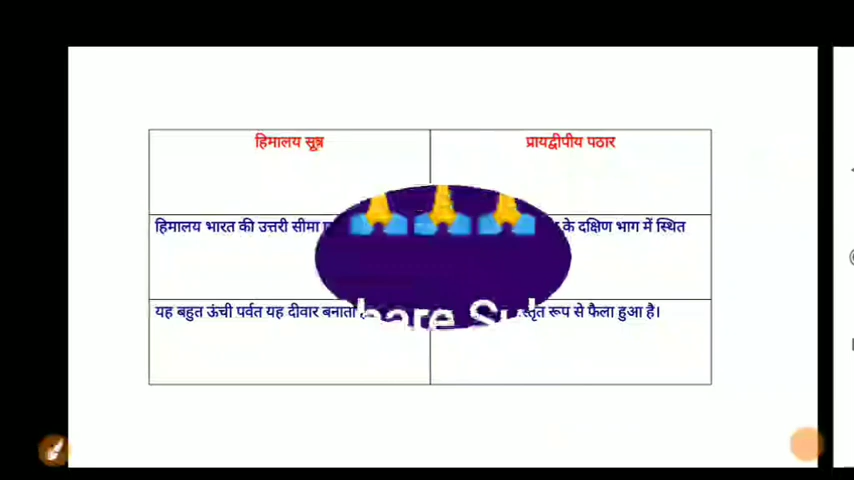 हिमालय सूत्र
प्रायद्वीपीय पठार
हिमालय भारत की उत्तरी सीमा
के दक्षिण भाग में स्थित
यह बहुत ऊंची पर्वत यह दीवार बनाता
रूप से फैला हुआ है।